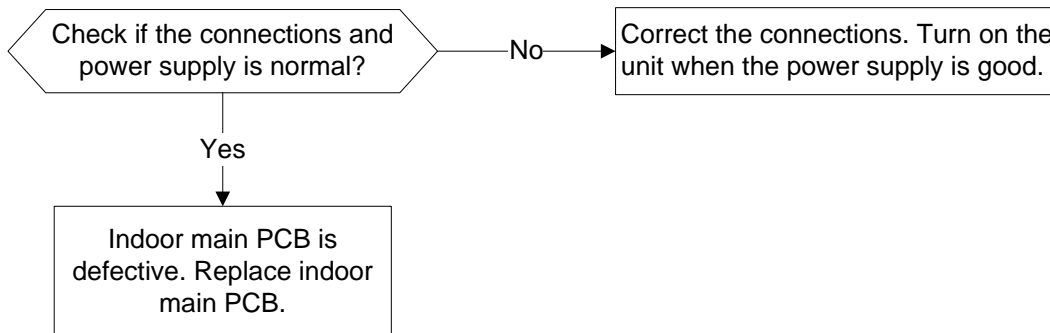 Check if the connections and
power supply is normal?
No
Correct the connections. Turn on the
unit when the power supply is good.
Yes
Indoor main PCB is
defective. Replace indoor
main PCB.